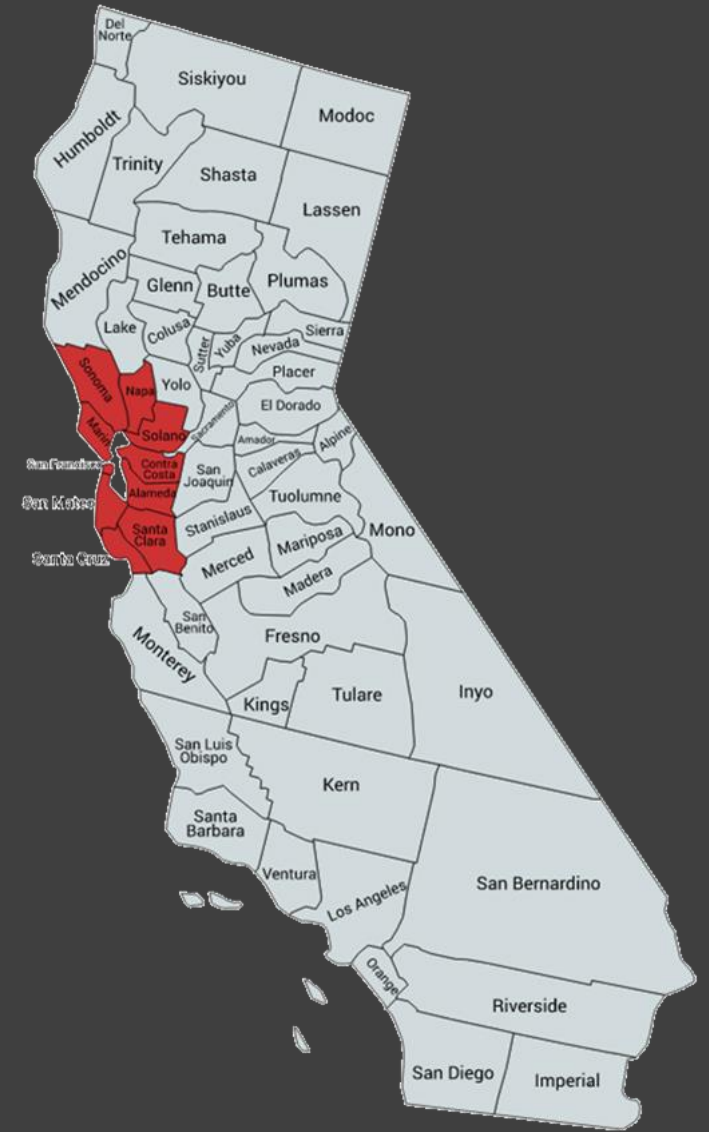 Del
Norte
Siskiyou
Modoc
Humboldt
Trinity
Shasta
Lassen
Tehama
Mendocino
Glenn
Butte
Plumas
Lake
Colusa
Sutter
Yuba
Sierra
Nevada
Placer
Sonoma
Napa
Yolo
El Dorado
Marin
Solano
Sacramento
Amador
Alpine
San Francisco
Contra
Costa
San
Joaquin
Calaveras
Alameda
Tuolumne
San Mateo
Santa
Clara
Stanislaus
Mono
Santa Cruz
Merced
Mariposa
Madera
San
Benito
Monterey
Fresno
Kings
Tulare
Inyo
San Luis
Obispo
Kern
Santa
Barbara
Ventura
Los Angeles
San Bernardino
Orange
Riverside
San Diego
Imperial